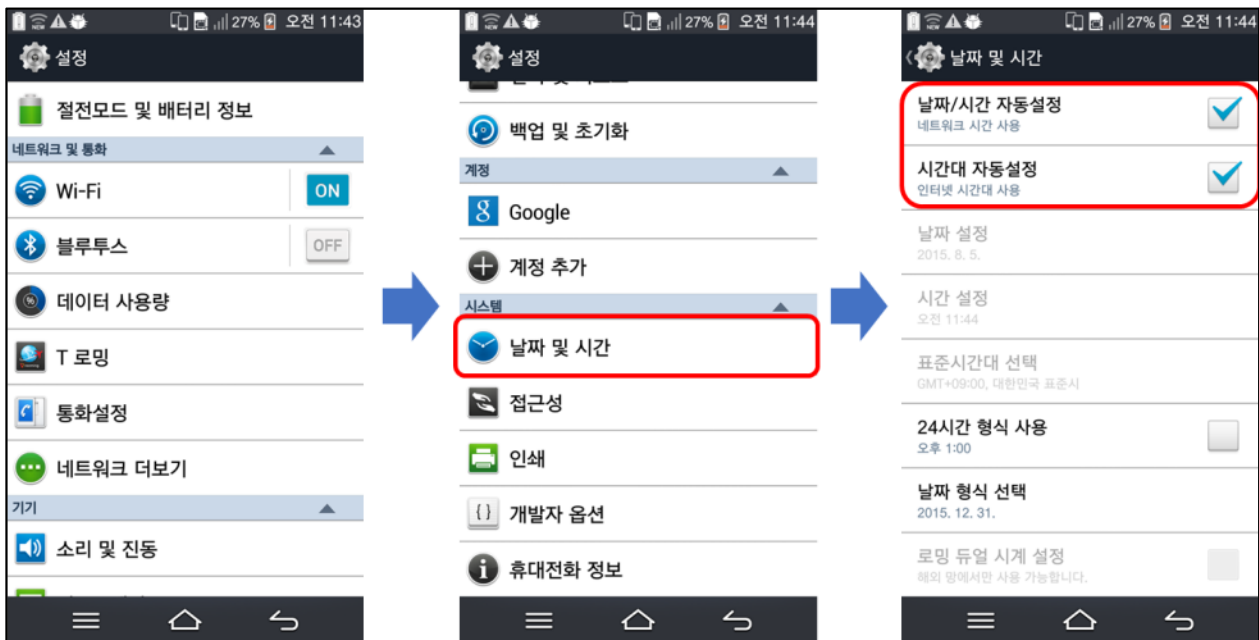 27% 오전 11:43
설정
절전모드 및 배터리 정보
네트워크 및 통화
Wi-Fi ON
블루투스 OFF
데이터 사용량
T 로밍
통화설정
네트워크 더보기
기기
소리 및 진동
27% 오전 11:44
설정
백업 및 초기화
계정
Google
계정 추가
시스템
날짜 및 시간
접근성
인쇄
{ } 개발자 옵션
휴대전화 정보
27% 오전 11:44
날짜 및 시간
날짜/시간 자동설정
네트워크 시간 사용
시간대 자동설정
인터넷 시간대 사용
날짜 설정
2015. 8. 5.
시간 설정
오전 11:44
표준시간대 선택
GMT+09:00, 대한민국 표준시
24시간 형식 사용
오후 1:00
날짜 형식 선택
2015. 12. 31.
로밍 듀얼 시계 설정
해외 망에서만 사용 가능합니다.